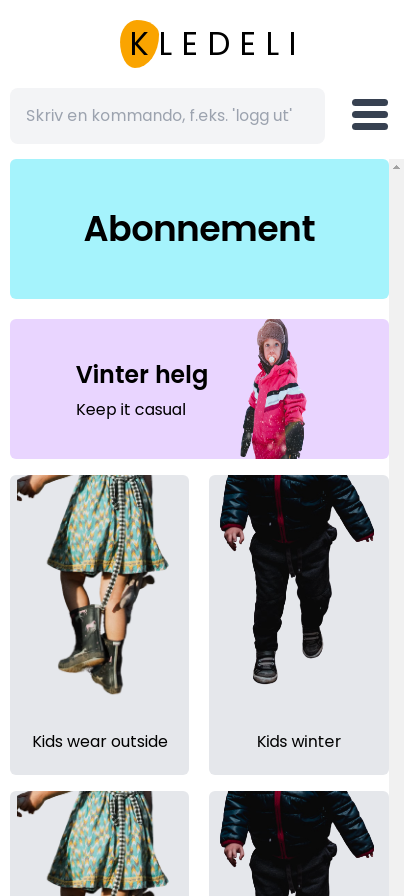 KLEDELI
Skriv en kommando, f.eks. 'logg ut'
Abonnement
Vinter helg
Keep it casual
Kids wear outside
Kids winter